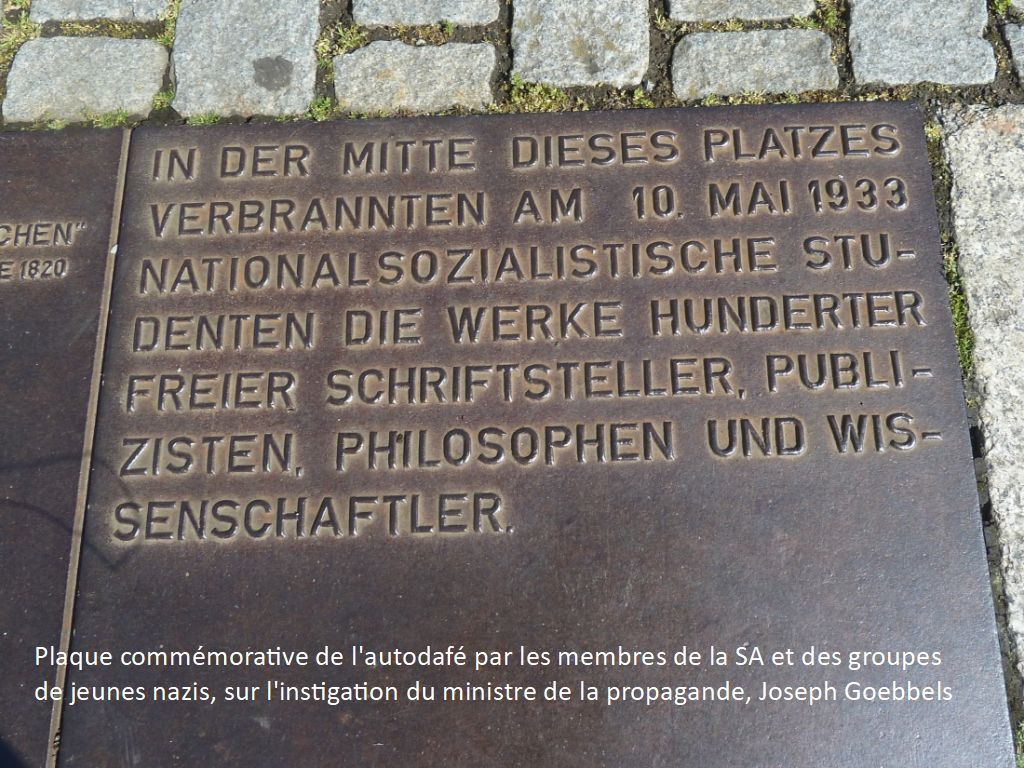 CHEN"
E 1820
IN DER MITTE DIESES PLATZES
VERBRANNTEN AM 10. MAI 1933
NATIONALSOZIALISTISCHE STU-
DENTEN DIE WERKE HUNDERTER
FREIER SCHRIFTSTELLER, PUBLI-
ZISTEN, PHILOSOPHEN UND WIS-
SENSCHAFTLER.
Plaque commémorative de l'autodafé par les membres de la SA et des groupes
de jeunes nazis, sur l'instigation du ministre de la propagande, Joseph Goebbels